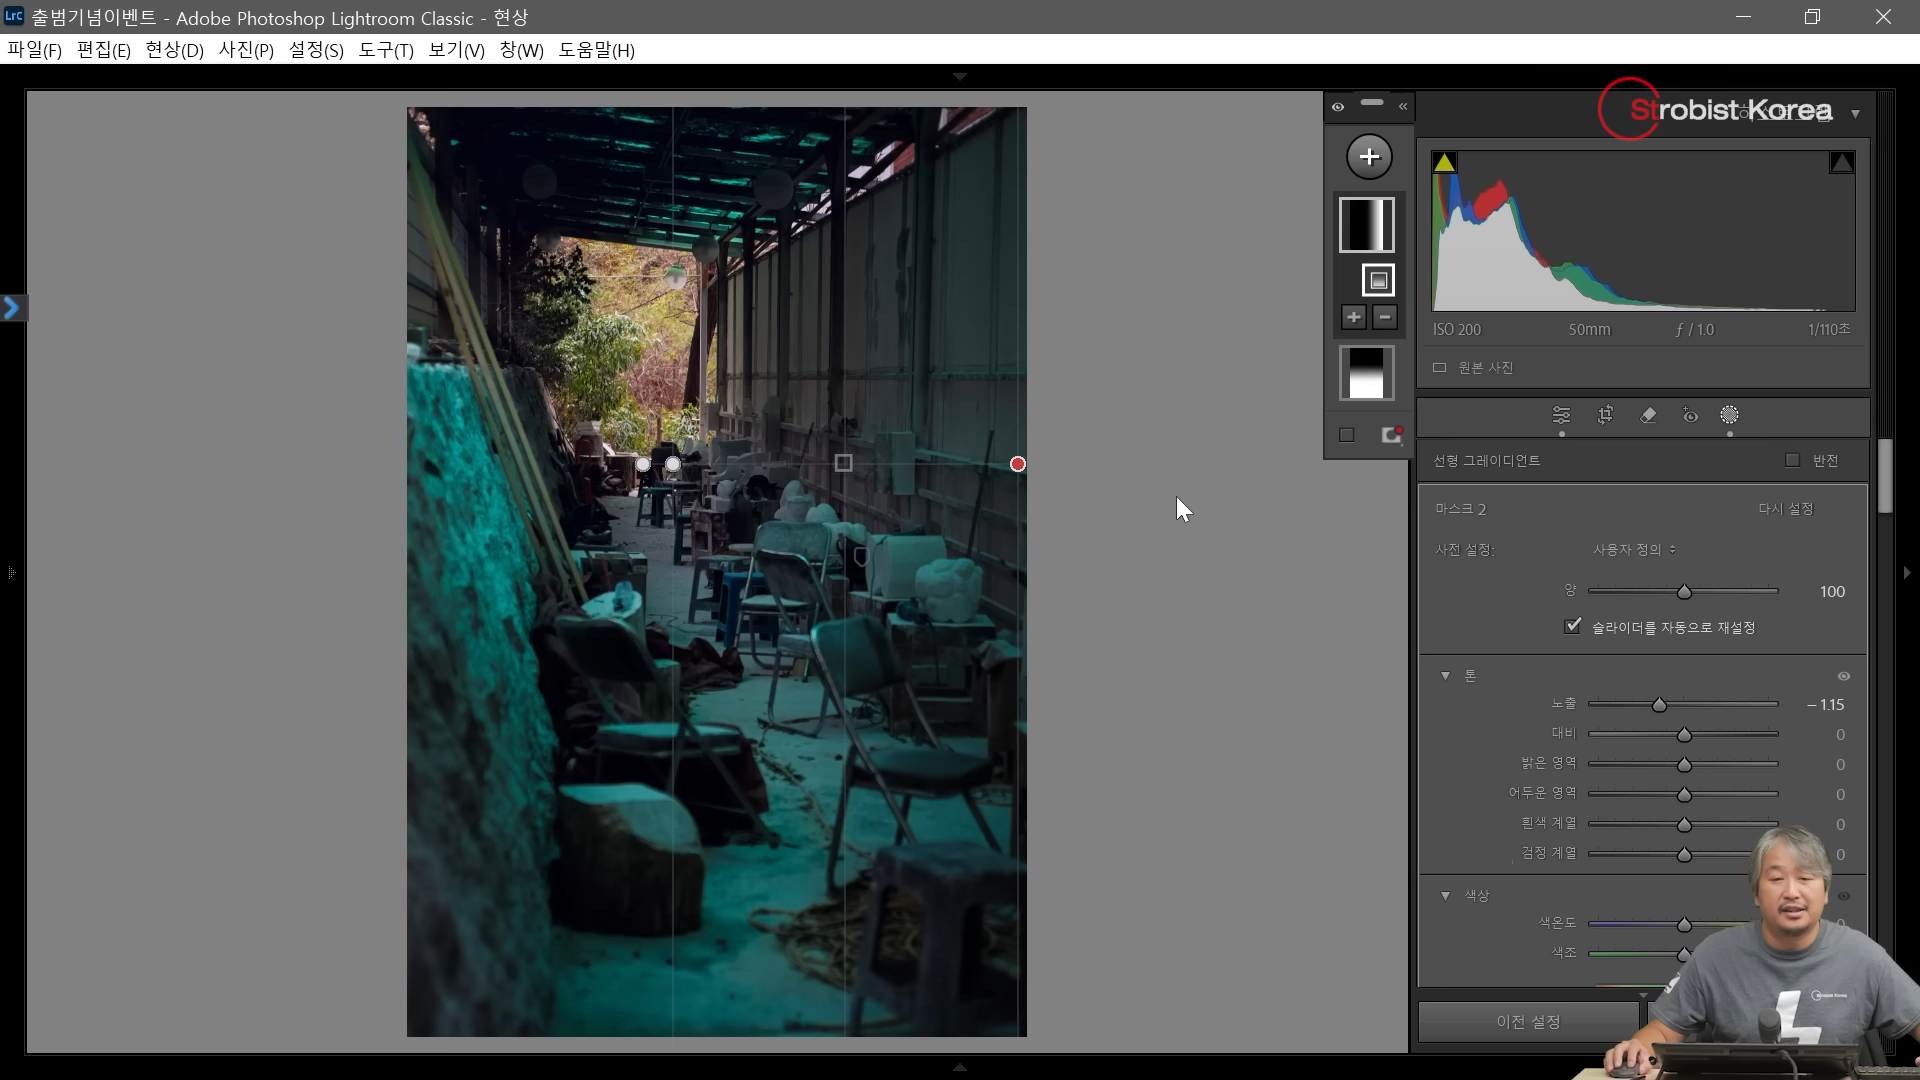 LrC 출범기념이벤트 - Adobe Photoshop Lightroom Classic - 현상
파일(F) 편집(E) 현상(D) 사진(P) 설정(S) 도구(T) 보기(V) 창(W) 도움말(H)
Strobist Korea
ISO 200 50mm ƒ / 1.0 1/110초
원본 사진
선형 그레이디언트 반전
마스크 2 다시 설정
사전 설정: 사용자 정의
양 100
슬라이더를 자동으로 재설정
톤
노출 – 1.15
대비 0
밝은 영역 0
어두운 영역 0
흰색 계열 0
검정 계열 0
색상
색온도 0
색조
이전 설정